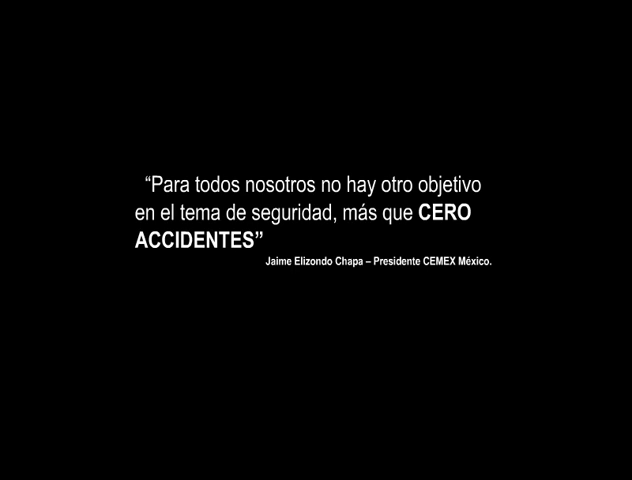 “Para todos nosotros no hay otro objetivo
en el tema de seguridad, más que CERO
ACCIDENTES”
Jaime Elizondo Chapa – Presidente CEMEX México.